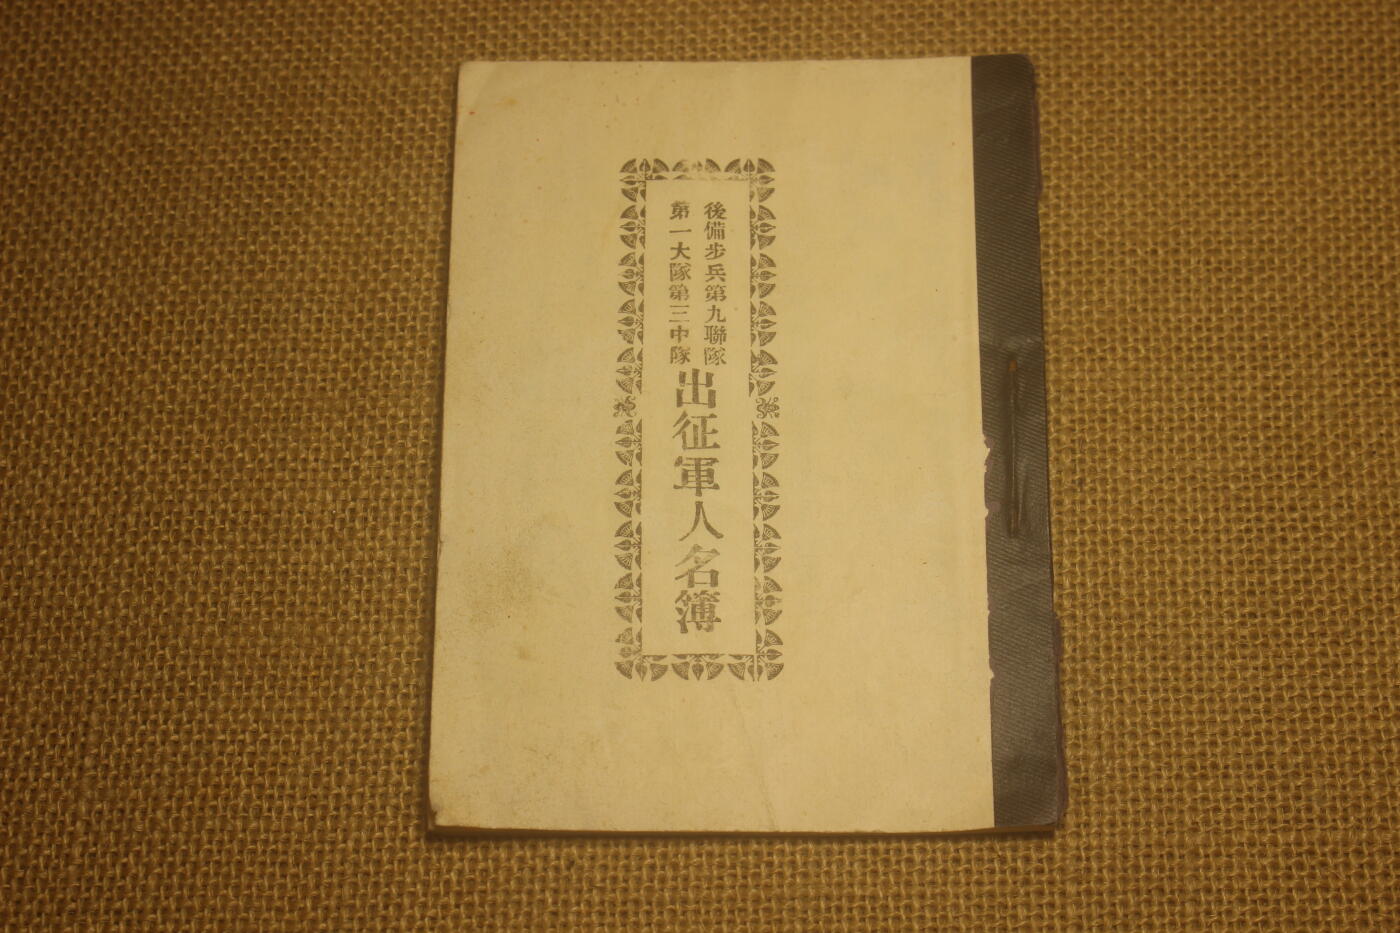 後備步兵第九聯隊
第一大隊第三中隊
出征軍人名簿